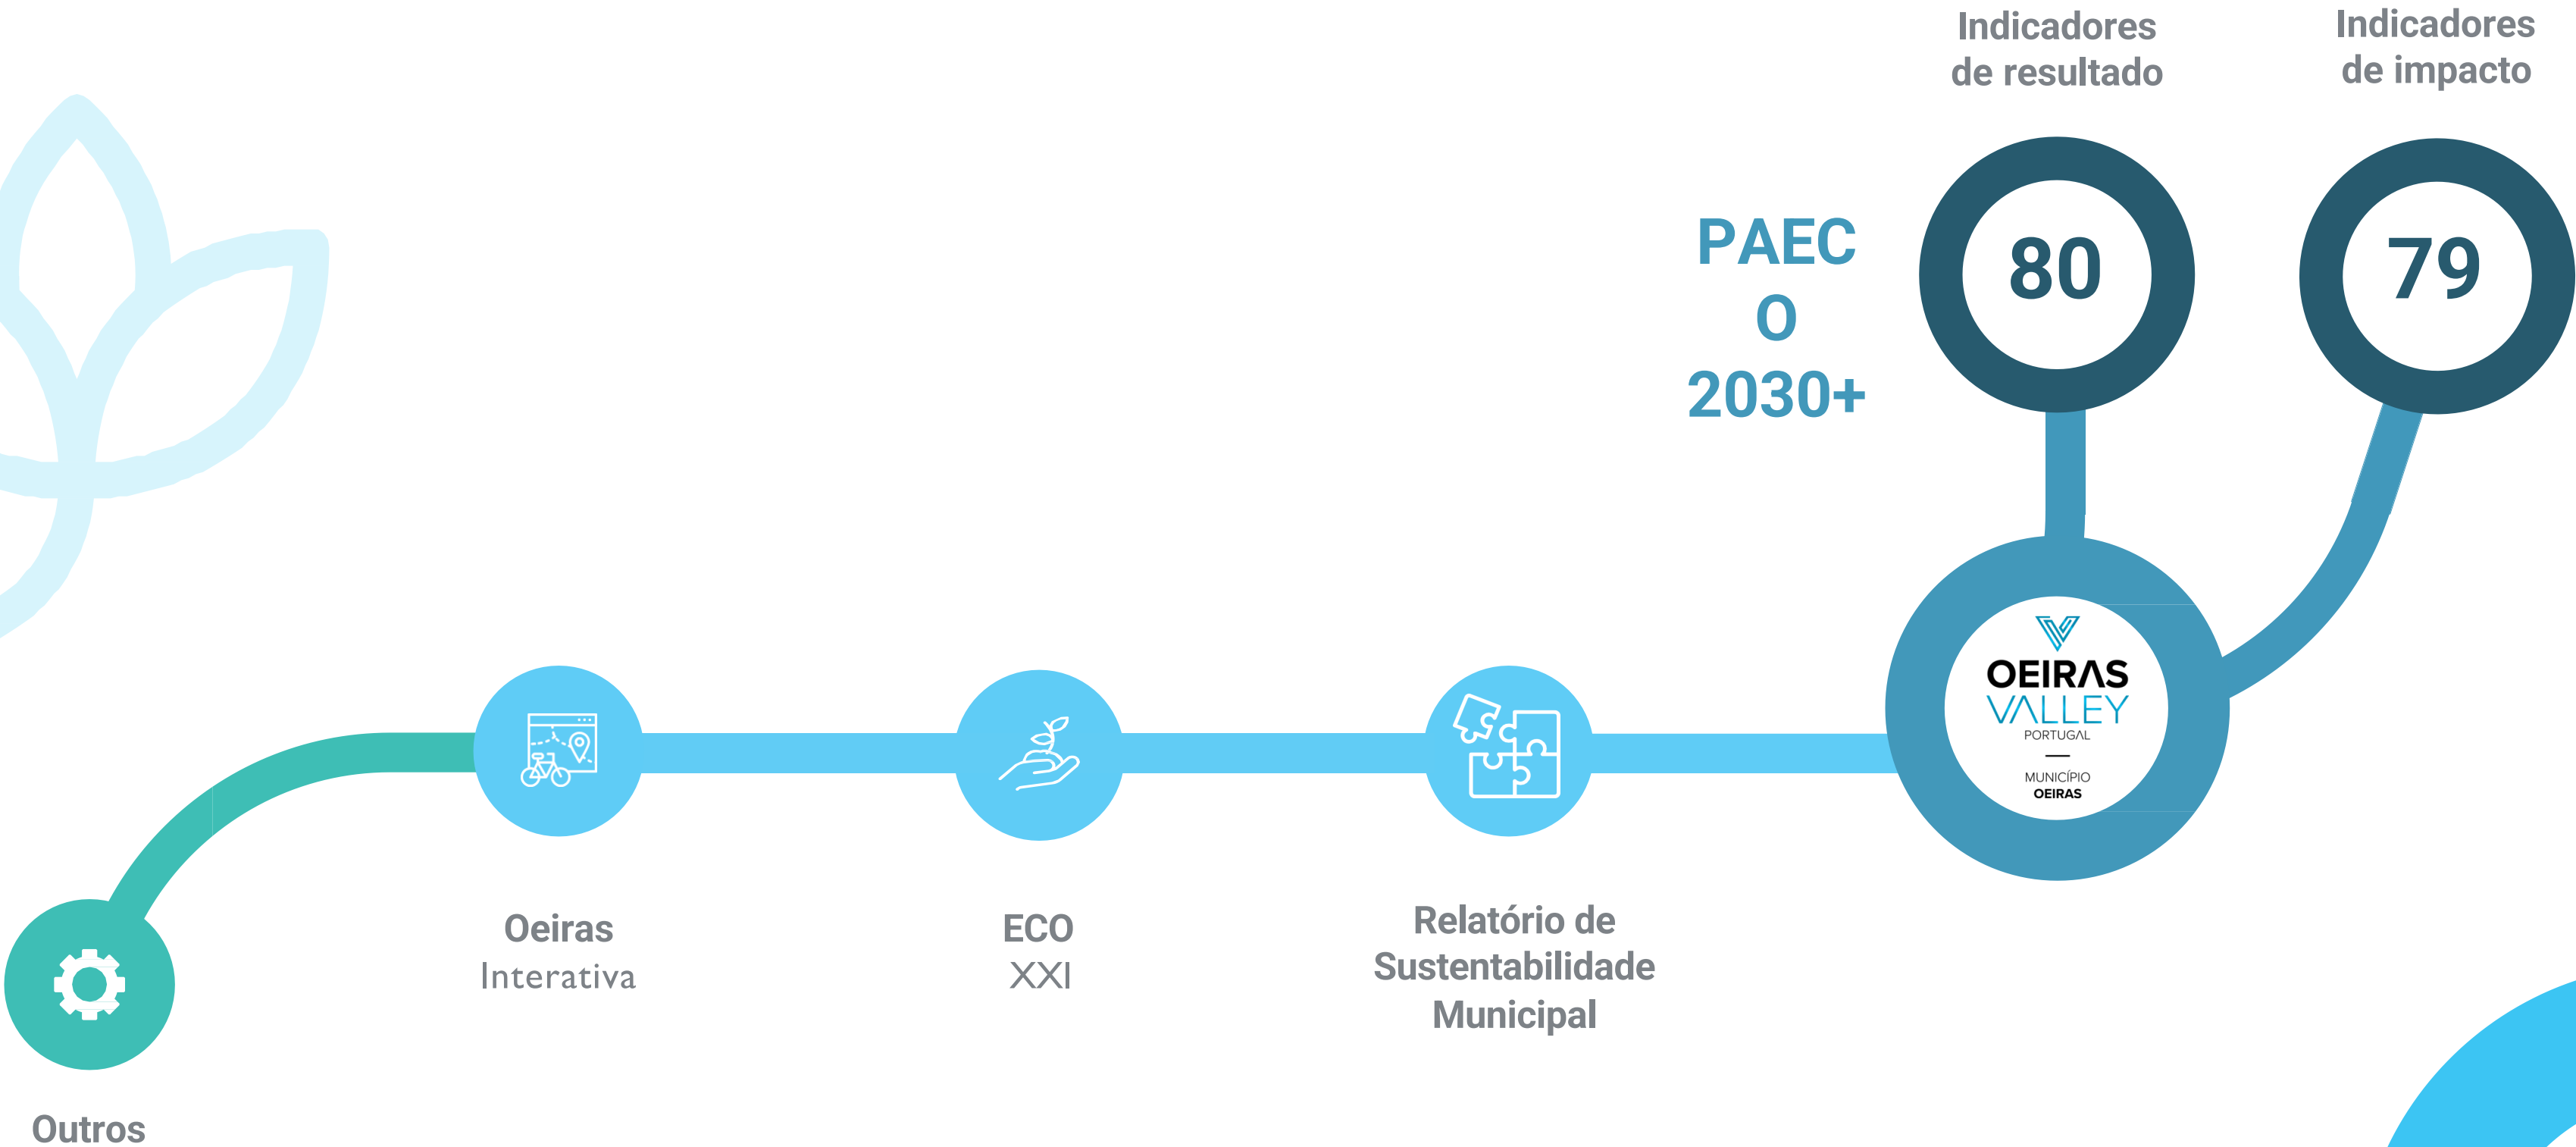 Indicadores
de resultado
Indicadores
de impacto
PAEC
O
2030+
80
79
OEIRAS
VALLEY
PORTUGAL
MUNICÍPIO
OEIRAS
Oeiras
Interativa
ECO
XXI
Relatório de
Sustentabilidade
Municipal
Outros